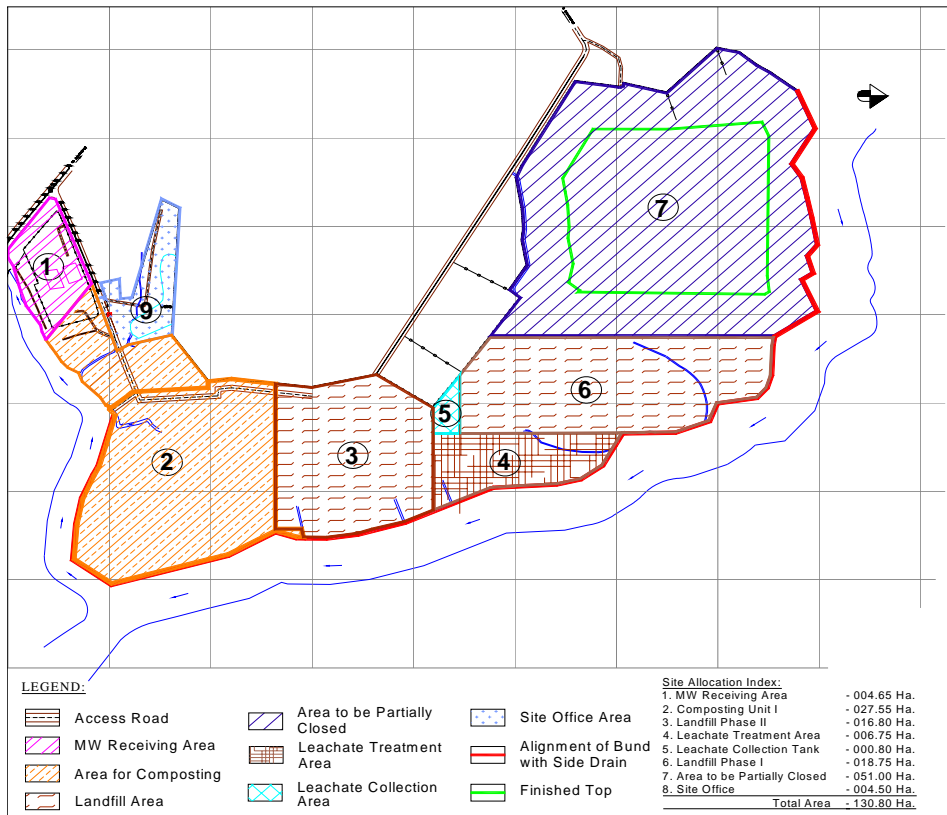 7
1
9
6
5
3
2
4
LEGEND:
Access Road
MW Receiving Area
Area for Composting
Landfill Area
Area to be Partially
Closed
Leachate Treatment
Area
Leachate Collection
Area
Site Office Area
Alignment of Bund
with Side Drain
Finished Top
Site Allocation Index:
1. MW Receiving Area - 004.65 Ha.
2. Composting Unit I - 027.55 Ha.
3. Landfill Phase II - 016.80 Ha.
4. Leachate Treatment Area - 006.75 Ha.
5. Leachate Collection Tank - 000.80 Ha.
6. Landfill Phase I - 018.75 Ha.
7. Area to be Partially Closed - 051.00 Ha.
8. Site Office - 004.50 Ha.
Total Area - 130.80 Ha.